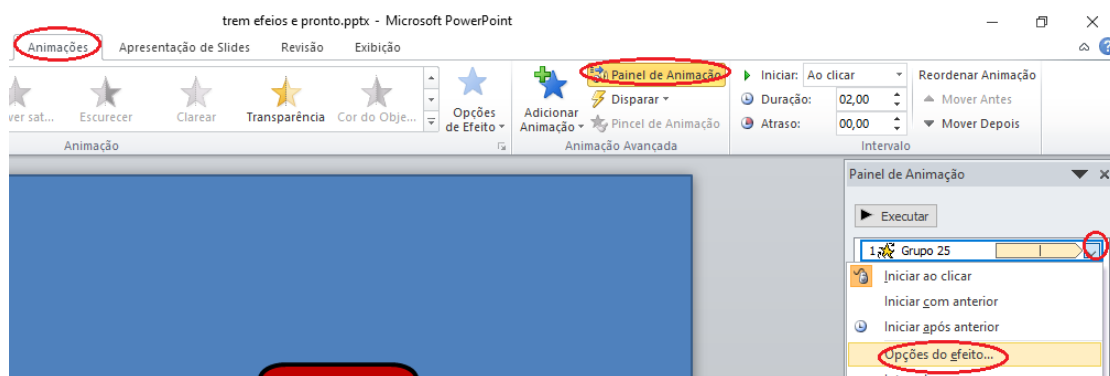 trem efeios e pronto.pptx - Microsoft PowerPoint
Animações Apresentação de Slides Revisão Exibição
ver sat... Escurecer Clarear Transparência Cor do Obje...
Opções de Efeito
Adicionar Animação
Painel de Animação
Disparar
Pincel de Animação
Iniciar: Ao clicar
Duração: 02,00
Atraso: 00,00
Reordenar Animação
Mover Antes
Mover Depois
Animação Animação Avançada Intervalo
Painel de Animação
Executar
1 Grupo 25
Iniciar ao clicar
Iniciar com anterior
Iniciar após anterior
Opções do efeito...